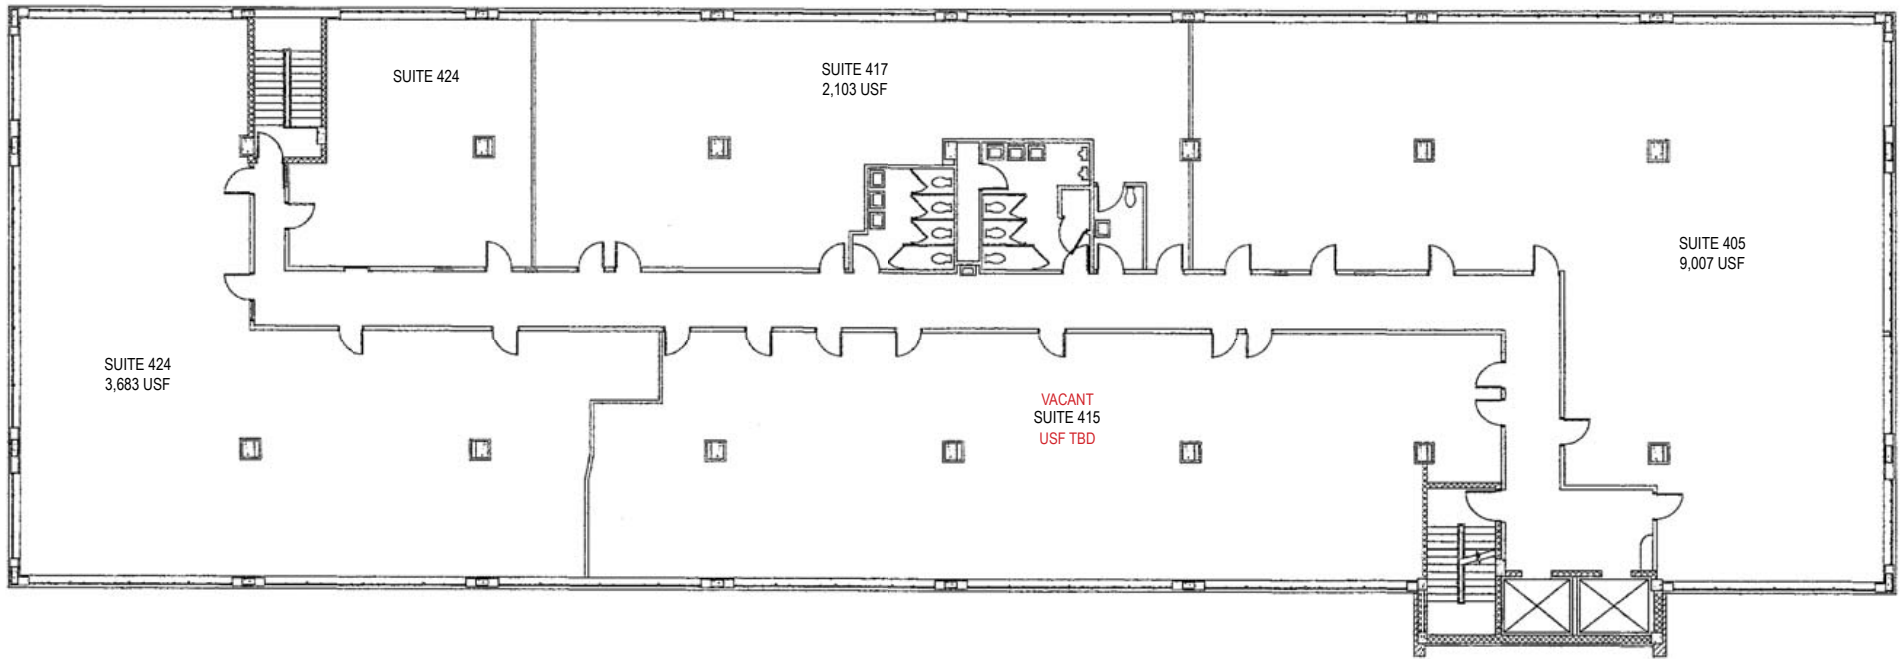 SUITE 424
SUITE 417
2,103 USF
SUITE 405
9,007 USF
SUITE 424
3,683 USF
VACANT
SUITE 415
USF TBD